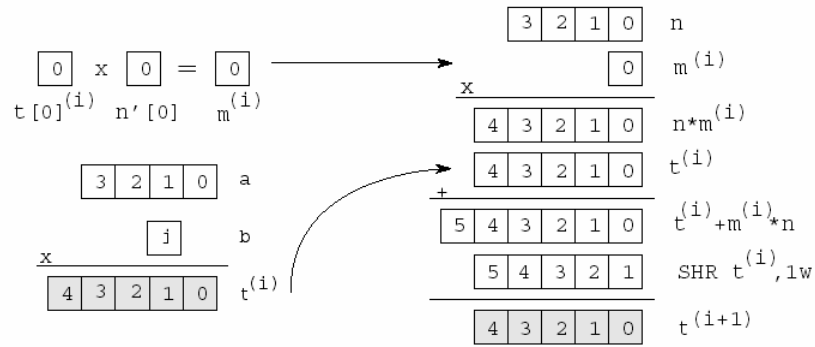 3 2 1 0 n
0 x 0 = 0
0 m(i)
t[0](i) n'[0] m(i)
x
4 3 2 1 0 n*m(i)
4 3 2 1 0 t(i)
3 2 1 0 a
+
j b
5 4 3 2 1 0 t(i)+m(i)*n
x
5 4 3 2 1 SHR t(i),1w
4 3 2 1 0 t(i)
4 3 2 1 0 t(i+1)